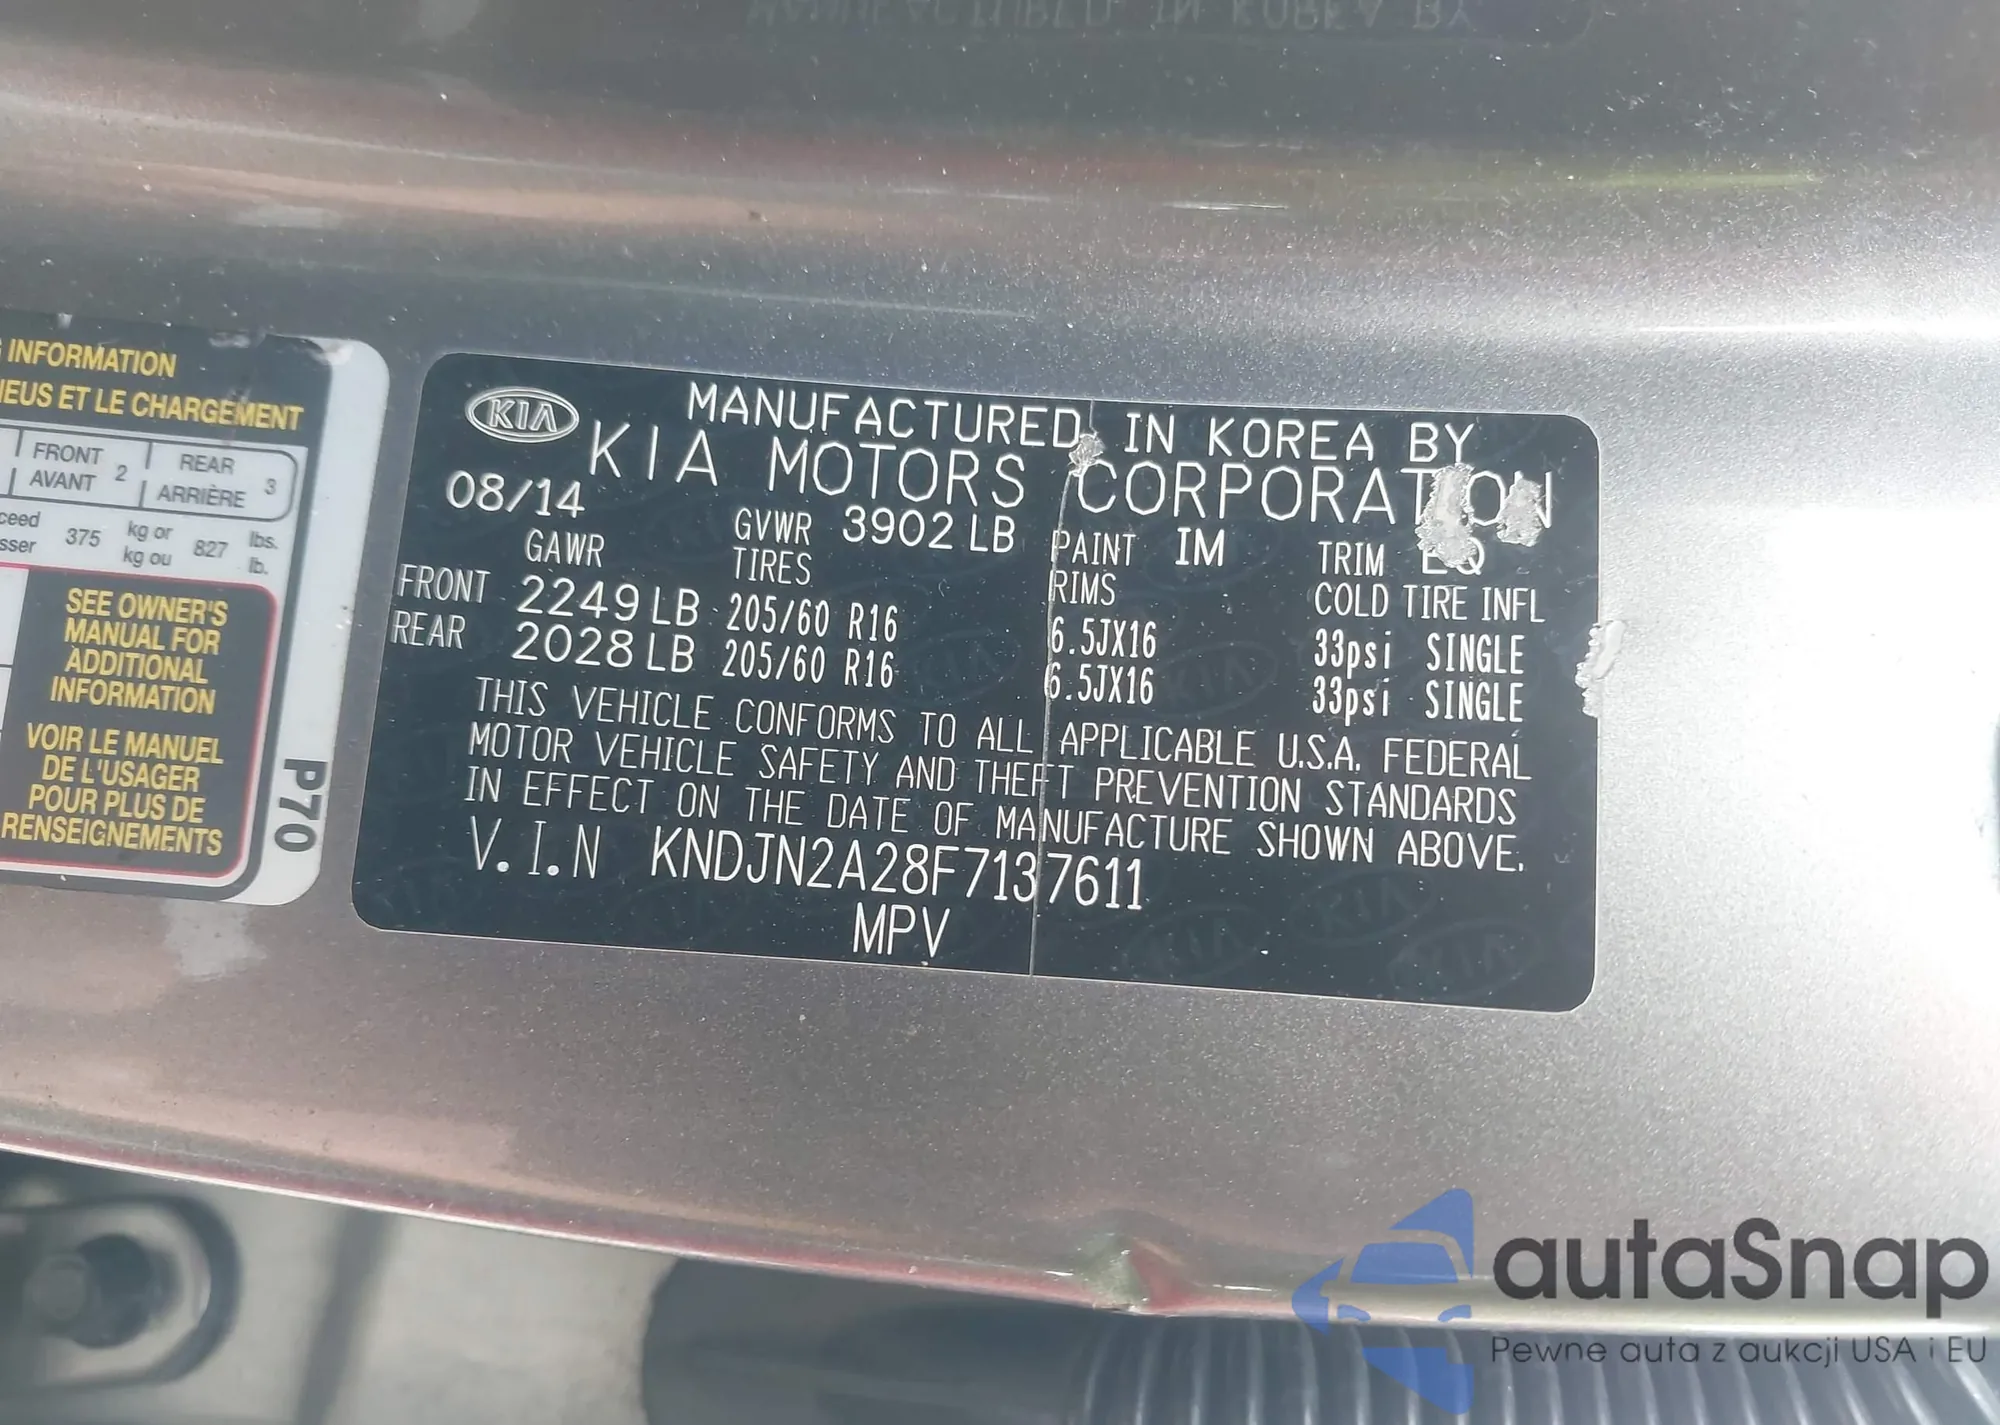 INFORMATION
ET LE CHARGEMENT
FRONT 2 REAR 3
AVANT ARRIÈRE
375 kg or 827 lbs.
kg ou lb.
SEE OWNER'S
MANUAL FOR
ADDITIONAL
INFORMATION
VOIR LE MANUEL
DE L'USAGER
POUR PLUS DE
RENSEIGNEMENTS
P70
KIA
MANUFACTURED IN KOREA BY
KIA MOTORS CORPORATION
08/14 GVWR 3902 LB PAINT IM TRIM EQ
GAWR TIRES RIMS COLD TIRE INFL
FRONT 2249 LB 205/60 R16 6.5JX16 33psi SINGLE
REAR 2028 LB 205/60 R16 6.5JX16 33psi SINGLE
THIS VEHICLE CONFORMS TO ALL APPLICABLE U.S.A. FEDERAL
MOTOR VEHICLE SAFETY AND THEFT PREVENTION STANDARDS
IN EFFECT ON THE DATE OF MANUFACTURE SHOWN ABOVE.
V.I.N KNDJN2A28F7137611
MPV
autaSnap
Pewne auta z aukcji USA i EU